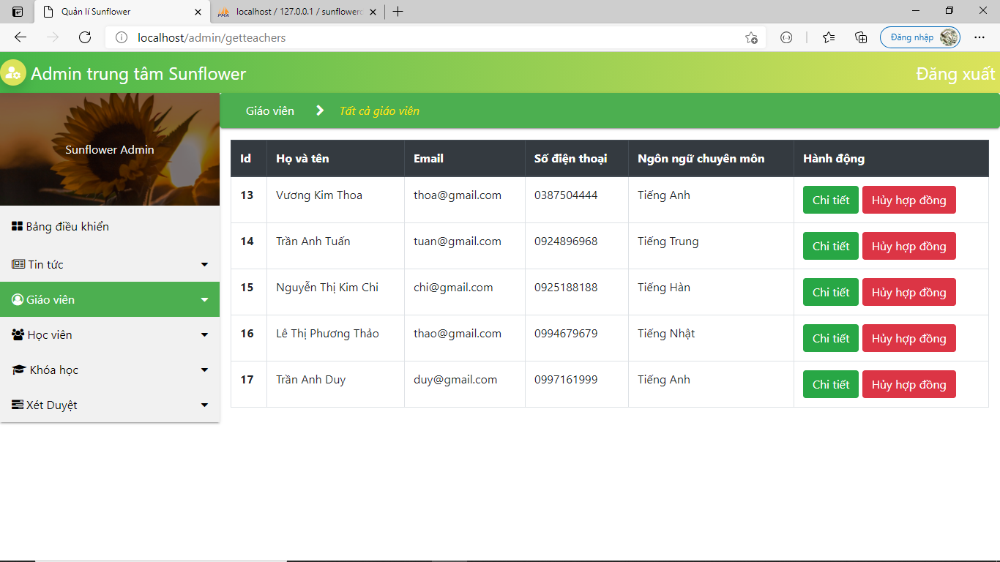 Quản lí Sunflower
localhost / 127.0.0.1 / sunflower
localhost/admin/getteachers
Đăng nhập
Admin trung tâm Sunflower
Đăng xuất
Sunflower Admin
Bảng điều khiển
Tin tức
Giáo viên
Học viên
Khóa học
Xét Duyệt
Giáo viên Tất cả giáo viên
Id Họ và tên Email Số điện thoại Ngôn ngữ chuyên môn Hành động
13 Vương Kim Thoa thoa@gmail.com 0387504444 Tiếng Anh Chi tiết Hủy hợp đồng
14 Trần Anh Tuấn tuan@gmail.com 0924896968 Tiếng Trung Chi tiết Hủy hợp đồng
15 Nguyễn Thị Kim Chi chi@gmail.com 0925188188 Tiếng Hàn Chi tiết Hủy hợp đồng
16 Lê Thị Phương Thảo thao@gmail.com 0994679679 Tiếng Nhật Chi tiết Hủy hợp đồng
17 Trần Anh Duy duy@gmail.com 0997161999 Tiếng Anh Chi tiết Hủy hợp đồng